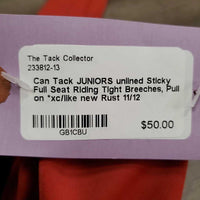 The Tack Collector
233812-13
Can Tack JUNIORS unlined Sticky
Full Seat Riding Tight Breeches, Pull
on *xc/like new Rust 11/12
GB1CBU
$50.00